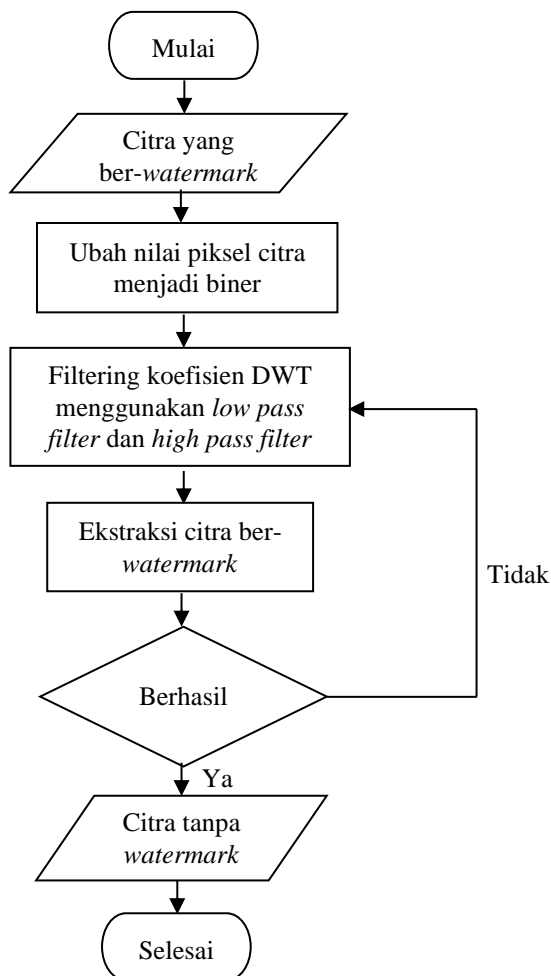 Mulai
Citra yang
ber-watermark
Ubah nilai piksel citra
menjadi biner
Filtering koefisien DWT
menggunakan low pass
filter dan high pass filter
Ekstraksi citra ber-
watermark
Tidak
Berhasil
Ya
Citra tanpa
watermark
Selesai